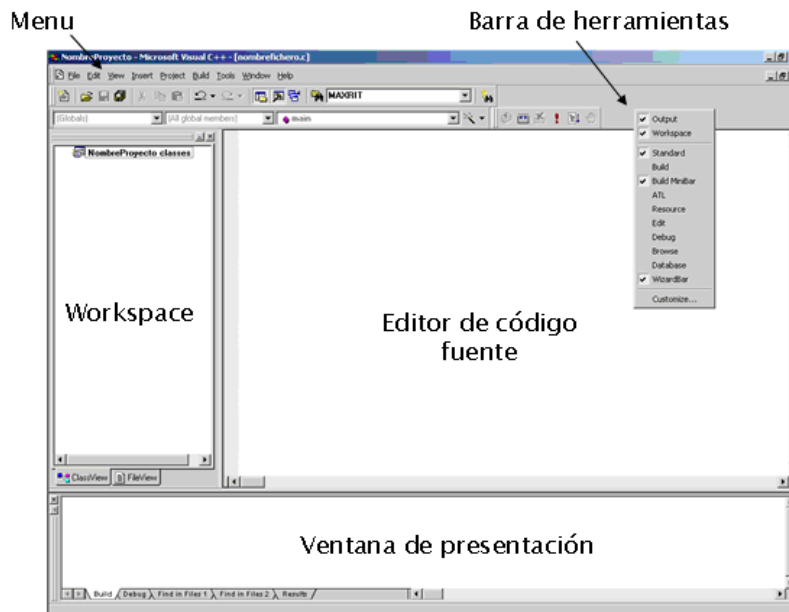 Menu
Barra de herramientas
NombreProyecto - Microsoft Visual C++ - [nombrefichero.c]
File Edit View Insert Project Build Tools Window Help
MAXRIT
[Globals] [All global members] main
Output
Workspace
Standard
Build
Build MiniBar
ATL
Resource
Edit
Debug
Browse
Database
WizardBar
Customize...
NombreProyecto classes
Workspace
Editor de código
fuente
ClassView FileView
Ventana de presentación
Build Debug Find in Files 1 Find in Files 2 Results